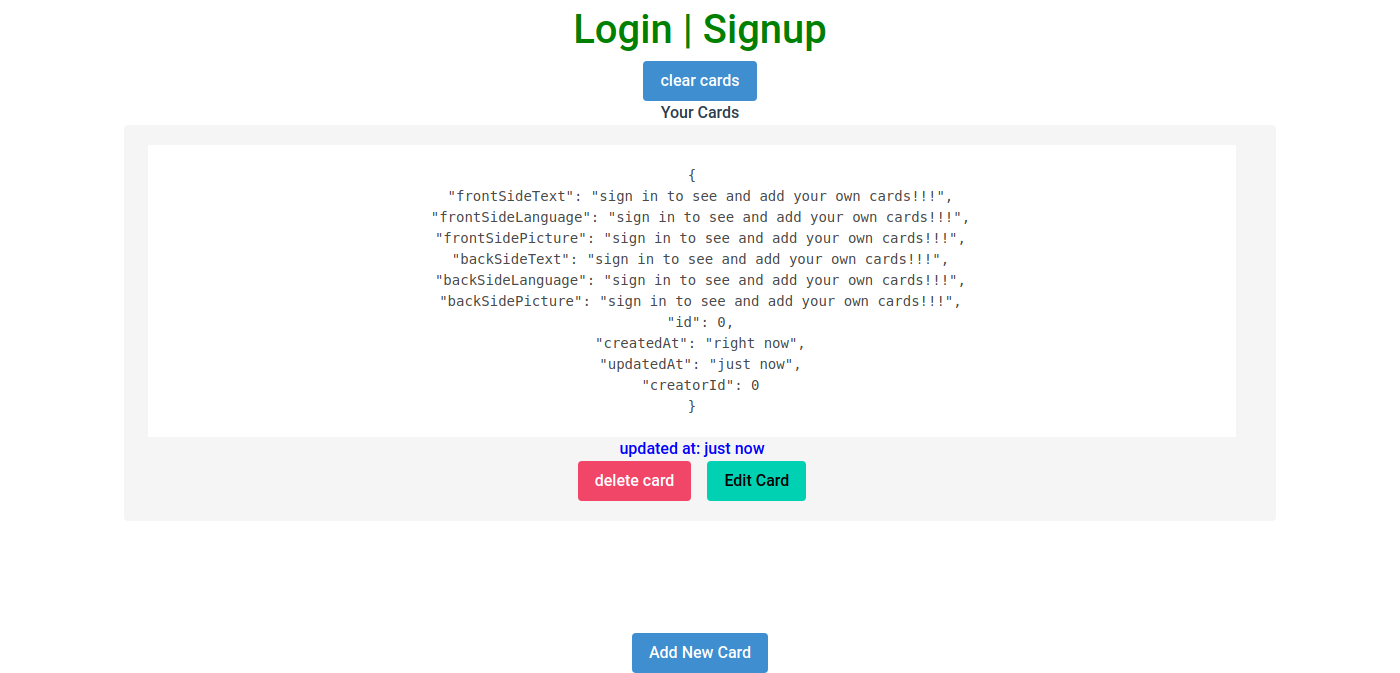 Login | Signup
clear cards
Your Cards
{
"frontSideText": "sign in to see and add your own cards!!!",
"frontSideLanguage": "sign in to see and add your own cards!!!",
"frontSidePicture": "sign in to see and add your own cards!!!",
"backSideText": "sign in to see and add your own cards!!!",
"backSideLanguage": "sign in to see and add your own cards!!!",
"backSidePicture": "sign in to see and add your own cards!!!",
"id": 0,
"createdAt": "right now",
"updatedAt": "just now",
"creatorId": 0
}
updated at: just now
delete card Edit Card
Add New Card